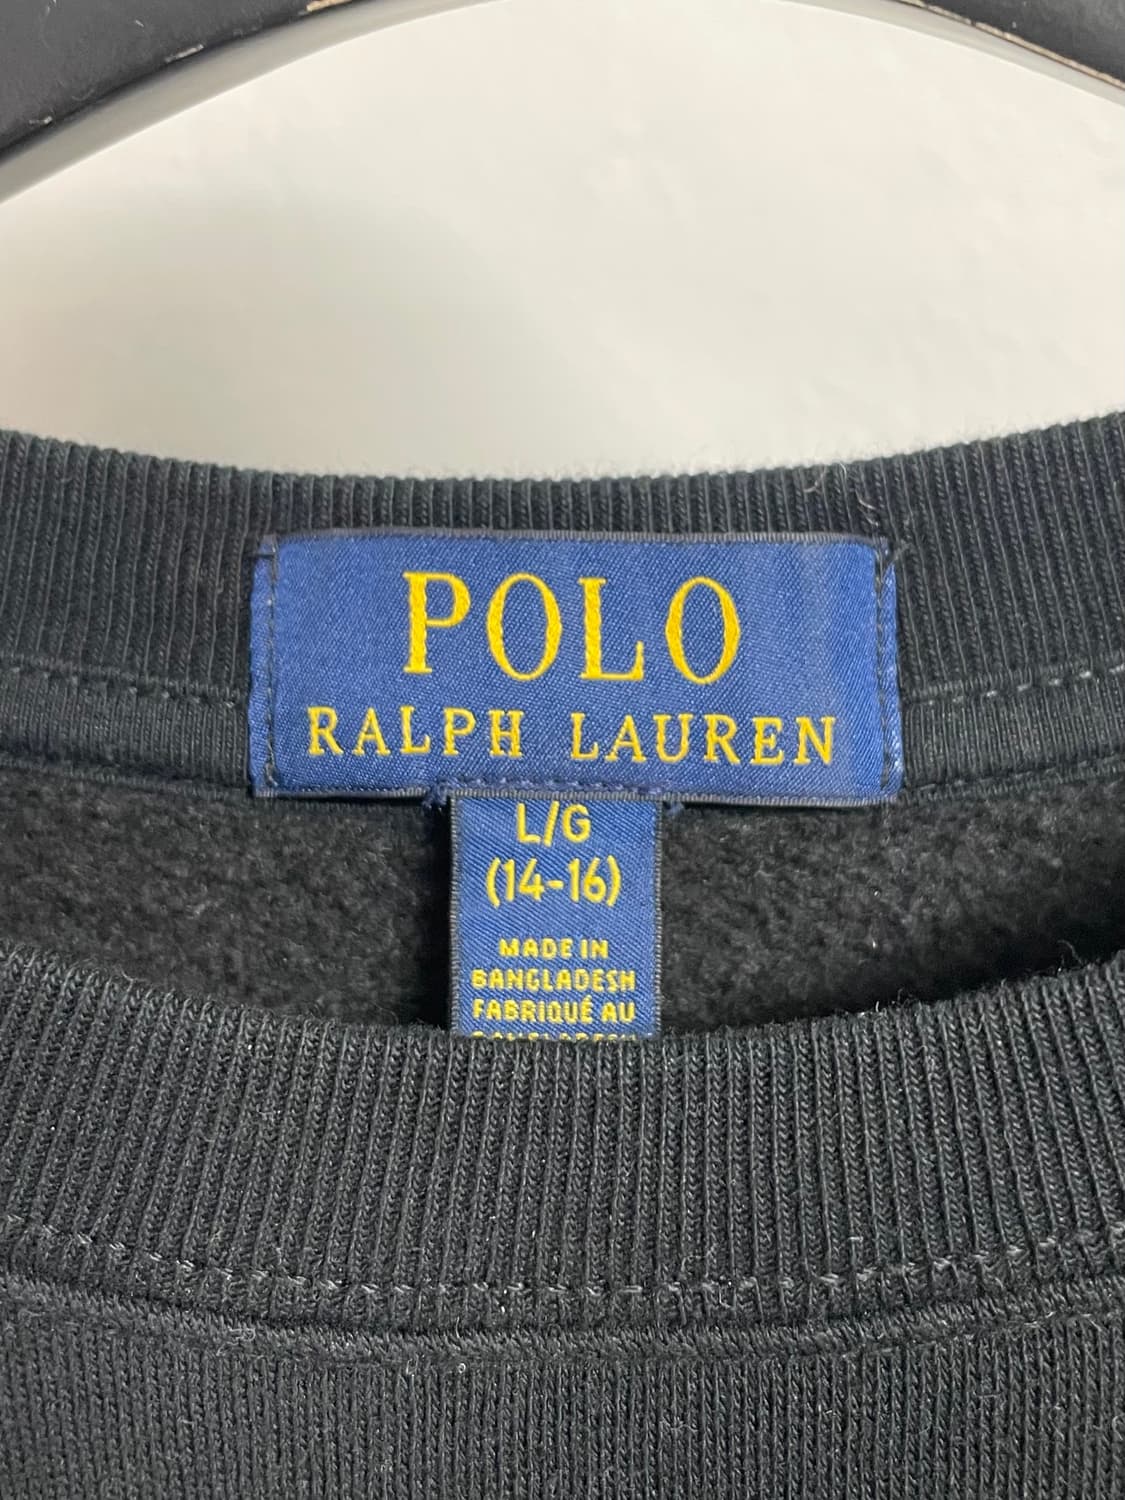 POLO
RALPH LAUREN
L/G
(14-16)
MADE IN
BANGLADESH
FABRIQUÉ AU